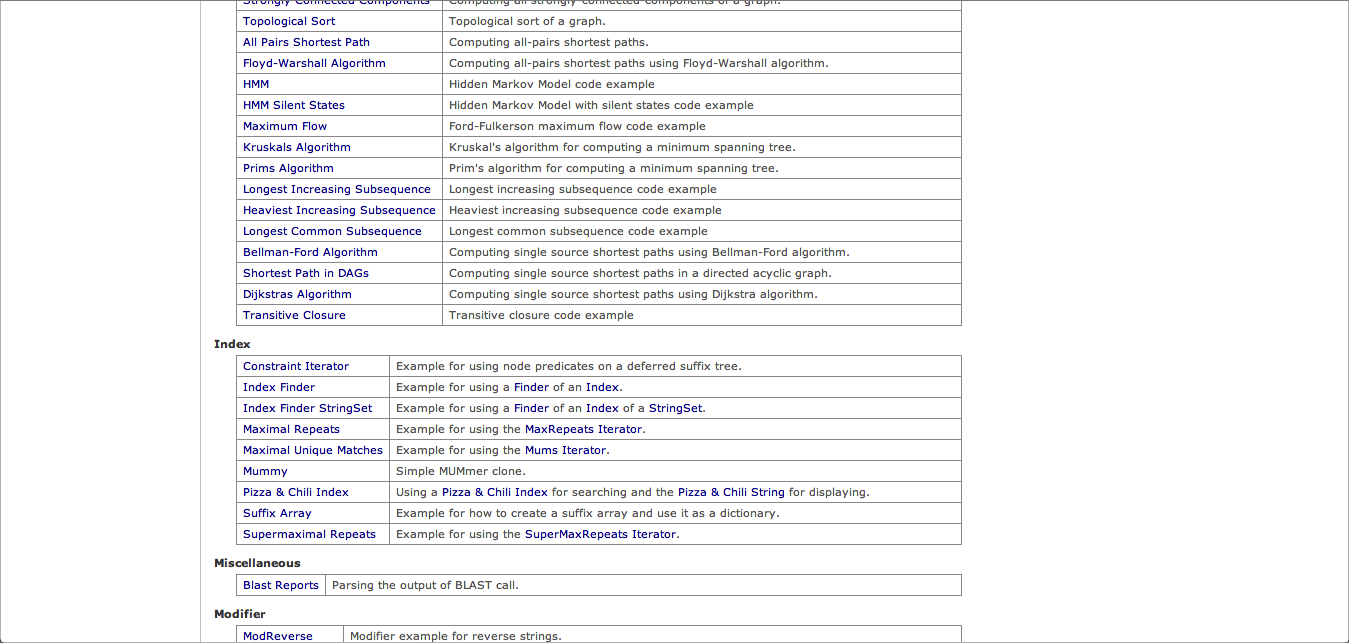 Strongly Connected Components Computing all strongly connected components of a graph.
Topological Sort Topological sort of a graph.
All Pairs Shortest Path Computing all-pairs shortest paths.
Floyd-Warshall Algorithm Computing all-pairs shortest paths using Floyd-Warshall algorithm.
HMM Hidden Markov Model code example
HMM Silent States Hidden Markov Model with silent states code example
Maximum Flow Ford-Fulkerson maximum flow code example
Kruskals Algorithm Kruskal's algorithm for computing a minimum spanning tree.
Prims Algorithm Prim's algorithm for computing a minimum spanning tree.
Longest Increasing Subsequence Longest increasing subsequence code example
Heaviest Increasing Subsequence Heaviest increasing subsequence code example
Longest Common Subsequence Longest common subsequence code example
Bellman-Ford Algorithm Computing single source shortest paths using Bellman-Ford algorithm.
Shortest Path in DAGs Computing single source shortest paths in a directed acyclic graph.
Dijkstras Algorithm Computing single source shortest paths using Dijkstra algorithm.
Transitive Closure Transitive closure code example
Index
Constraint Iterator Example for using node predicates on a deferred suffix tree.
Index Finder Example for using a Finder of an Index.
Index Finder StringSet Example for using a Finder of an Index of a StringSet.
Maximal Repeats Example for using the MaxRepeats Iterator.
Maximal Unique Matches Example for using the Mums Iterator.
Mummy Simple MUMmer clone.
Pizza & Chili Index Using a Pizza & Chili Index for searching and the Pizza & Chili String for displaying.
Suffix Array Example for how to create a suffix array and use it as a dictionary.
Supermaximal Repeats Example for using the SuperMaxRepeats Iterator.
Miscellaneous
Blast Reports Parsing the output of BLAST call.
Modifier
ModReverse Modifier example for reverse strings.